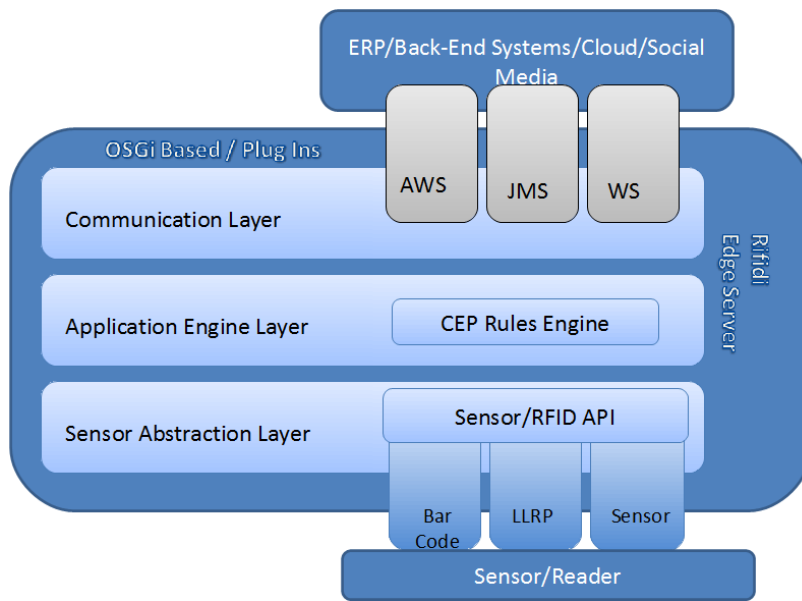 ERP/Back-End Systems/Cloud/Social
Media
OSGi Based / Plug Ins
AWS
JMS
WS
Communication Layer
Rifidi
Edge Server
Application Engine Layer
CEP Rules Engine
Sensor Abstraction Layer
Sensor/RFID API
Bar
Code
LLRP
Sensor
Sensor/Reader